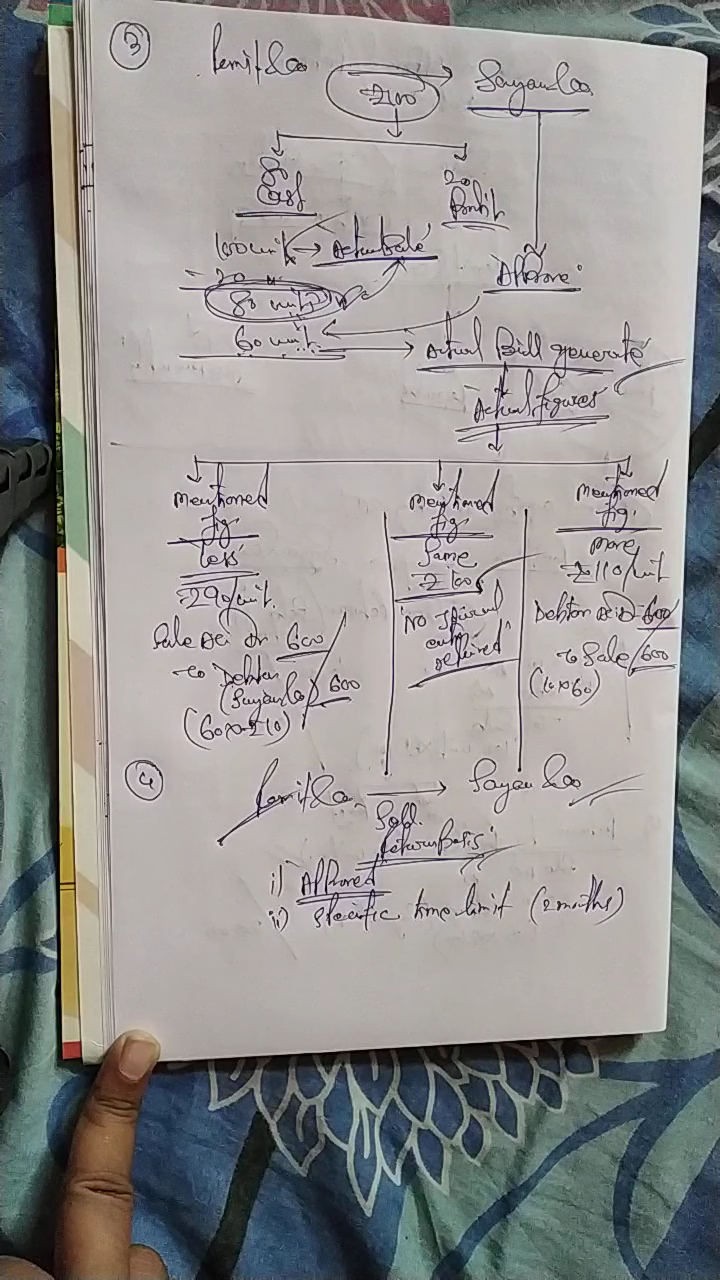 ③
& Co → Sayan & Co.
₹100
80 Cost
20 Profit
100 unit → Actual Sale
- 20 "
80 unit
Approve
60 unit → Actual Bill generate
Actual figures
Mentioned fig.
less
₹90/unit.
Sale A/c Dr 600
To Debtor
(Sayan & Co) 600
(60 × ₹10)
Mentioned fig.
Same
₹100
No Journal
entry
required
Mentioned fig.
More
₹110/unit
Debtor A/c D 600
To Sale 600
(10×60)
④
& Co. → Sayan & Co
Sold
Return Basis
i) Approved
ii) Specific time limit (2 months)